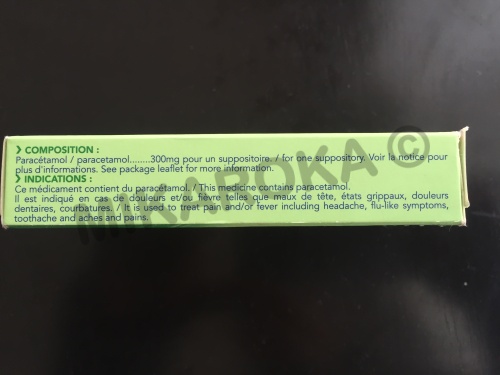 ❯ COMPOSITION :
Paracétamol / paracetamol........300mg pour un suppositoire. / for one suppository. Voir la notice pour
plus d'informations. See package leaflet for more information.
❯ INDICATIONS :
Ce médicament contient du paracétamol. / This medicine contains paracetamol.
Il est indiqué en cas de douleurs et/ou fièvre telles que maux de tête, états grippaux, douleurs
dentaires, courbatures. / It is used to treat pain and/or fever including headache, flu-like symptoms,
toothache and aches and pains.
MIKAROKA ©